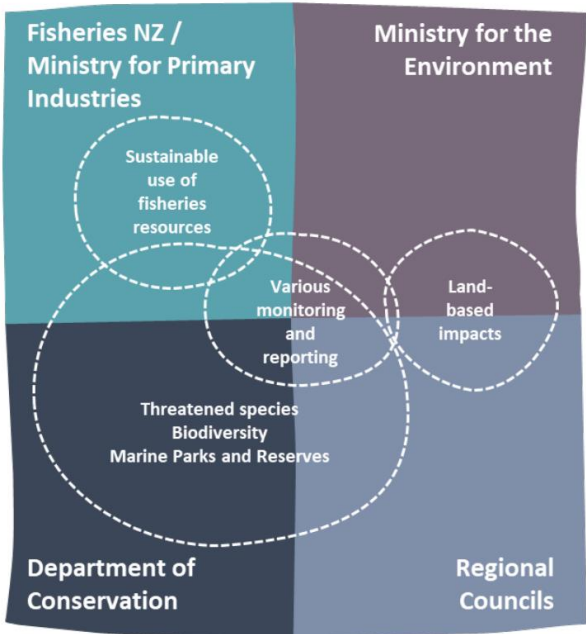 Fisheries NZ /
Ministry for Primary
Industries
Ministry for the
Environment
Sustainable
use of
fisheries
resources
Various
monitoring
and
reporting
Land-
based
impacts
Threatened species
Biodiversity
Marine Parks and Reserves
Department of
Conservation
Regional
Councils